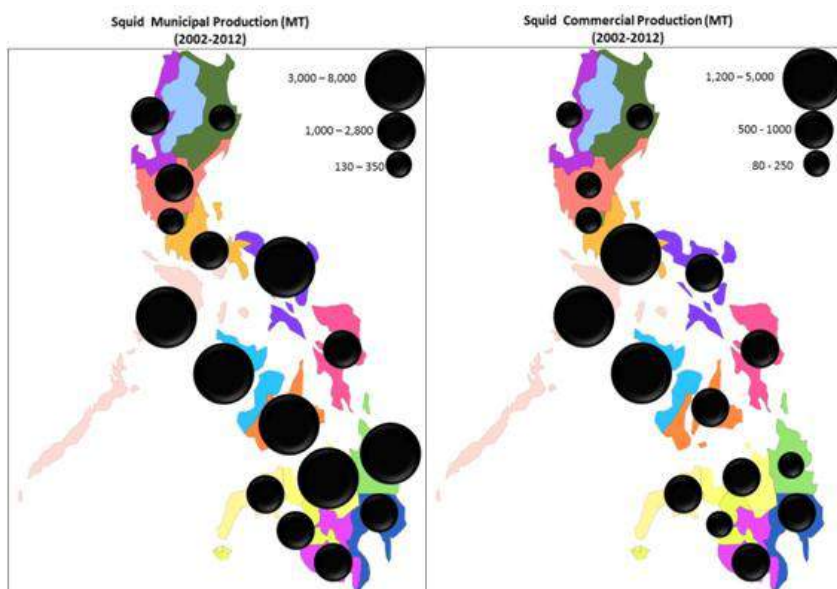 Squid Municipal Production (MT)
(2002-2012)
3,000 – 8,000
1,000 – 2,800
130 – 350
Squid Commercial Production (MT)
(2002-2012)
1,200 – 5,000
500 - 1000
80 - 250